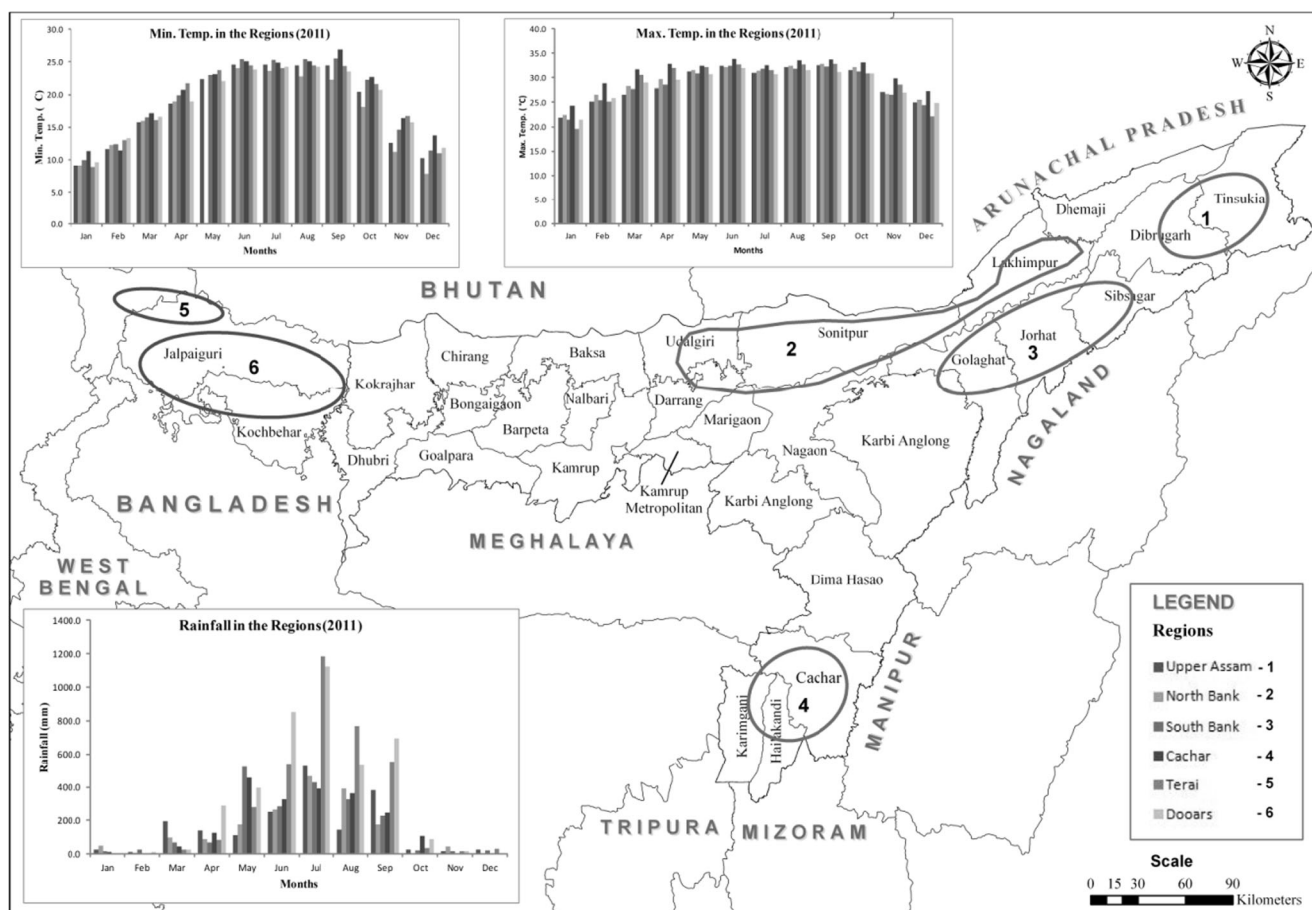 Min. Temp. in the Regions (2011)
Min. Temp. ( C)
30.0
25.0
20.0
15.0
10.0
5.0
0.0
Jan Feb Mar Apr May Jun Jul Aug Sep Oct Nov Dec
Months
Max. Temp. in the Regions (2011)
Max. Temp. (°C)
40.0
35.0
30.0
25.0
20.0
15.0
10.0
5.0
0.0
Jan Feb Mar Apr May Jun Jul Aug Sep Oct Nov Dec
Months
N
W E
S
ARUNACHAL PRADESH
Dhemaji
Tinsukia
1
Dibrugarh
Lakhimpur
BHUTAN
5
Sibsagar
Udalgiri
Sonitpur
2
Jorhat
3
Golaghat
Jalpaiguri
6
Chirang
Baksa
Kokrajhar
Bongaigaon
Nalbari
Darrang
Barpeta
Marigaon
Kochbehar
Nagaon
Karbi Anglong
NAGALAND
Dhubri
Goalpara
Kamrup
Kamrup
Metropolitan
Karbi Anglong
BANGLADESH
MEGHALAYA
WEST
BENGAL
Dima Hasao
Rainfall in the Regions (2011)
Rainfall (mm)
1400.0
1200.0
1000.0
800.0
600.0
400.0
200.0
0.0
Jan Feb Mar Apr May Jun Jul Aug Sep Oct Nov Dec
Months
Cachar
4
Karimganj
Hailakandi
MANIPUR
TRIPURA
MIZORAM
LEGEND
Regions
Upper Assam - 1
North Bank - 2
South Bank - 3
Cachar - 4
Terai - 5
Dooars - 6
Scale
0 15 30 60 90
Kilometers